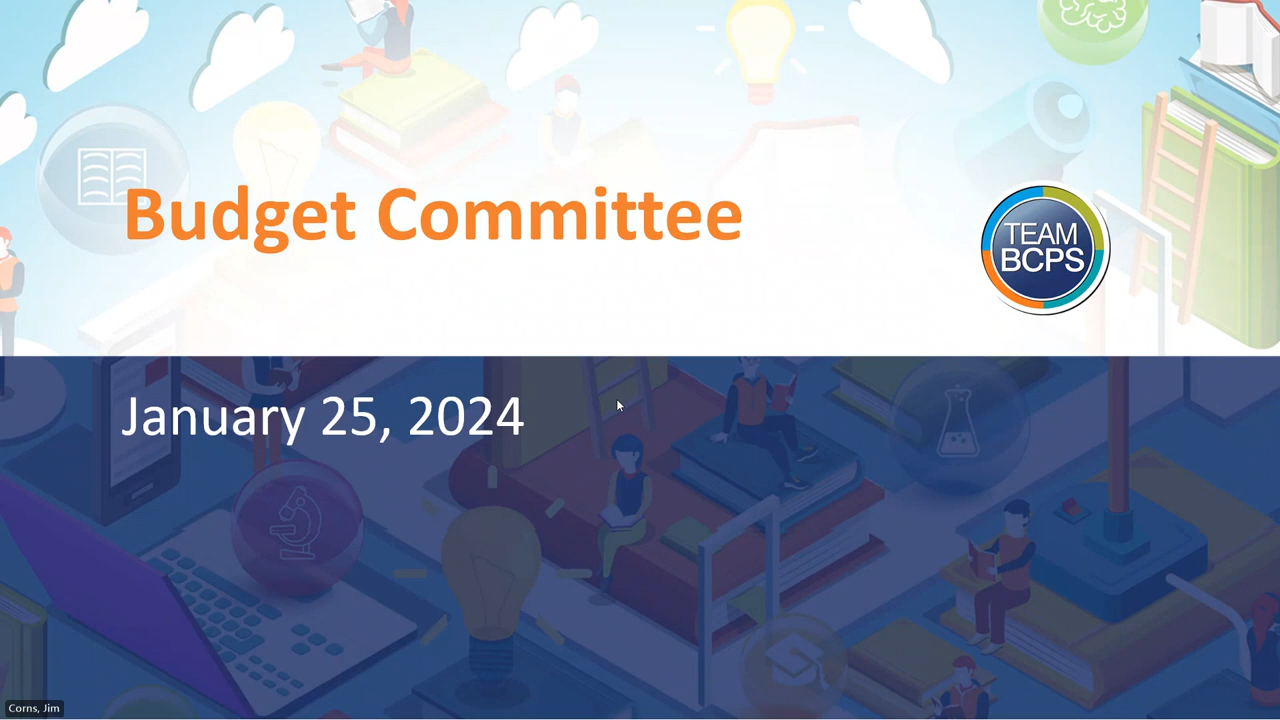 Budget Committee
TEAM
BCPS
January 25, 2024
Corns, Jim